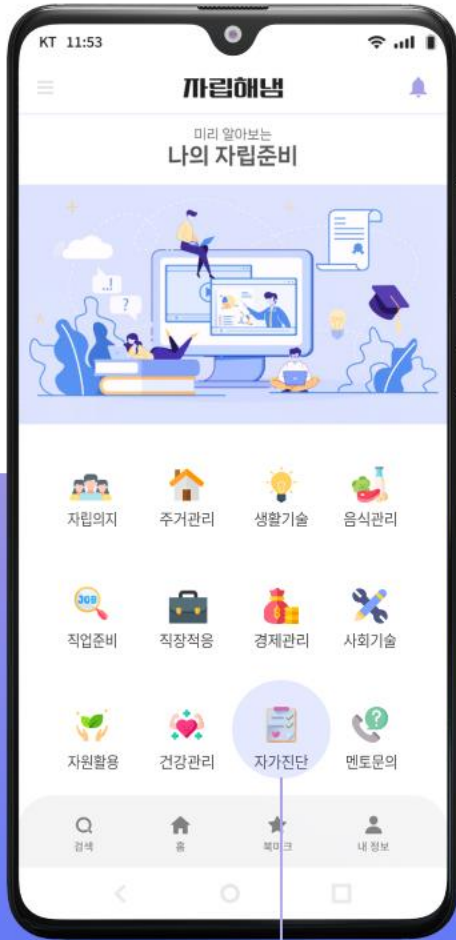 KT 11:53
자립해냄
미리 알아보는
나의 자립준비
..!
?
자립의지 주거관리 생활기술 음식관리
JOB
직업준비 직장적응 경제관리 사회기술
자원활용 건강관리 자가진단 멘토문의
?
검색 홈 북마크 내 정보